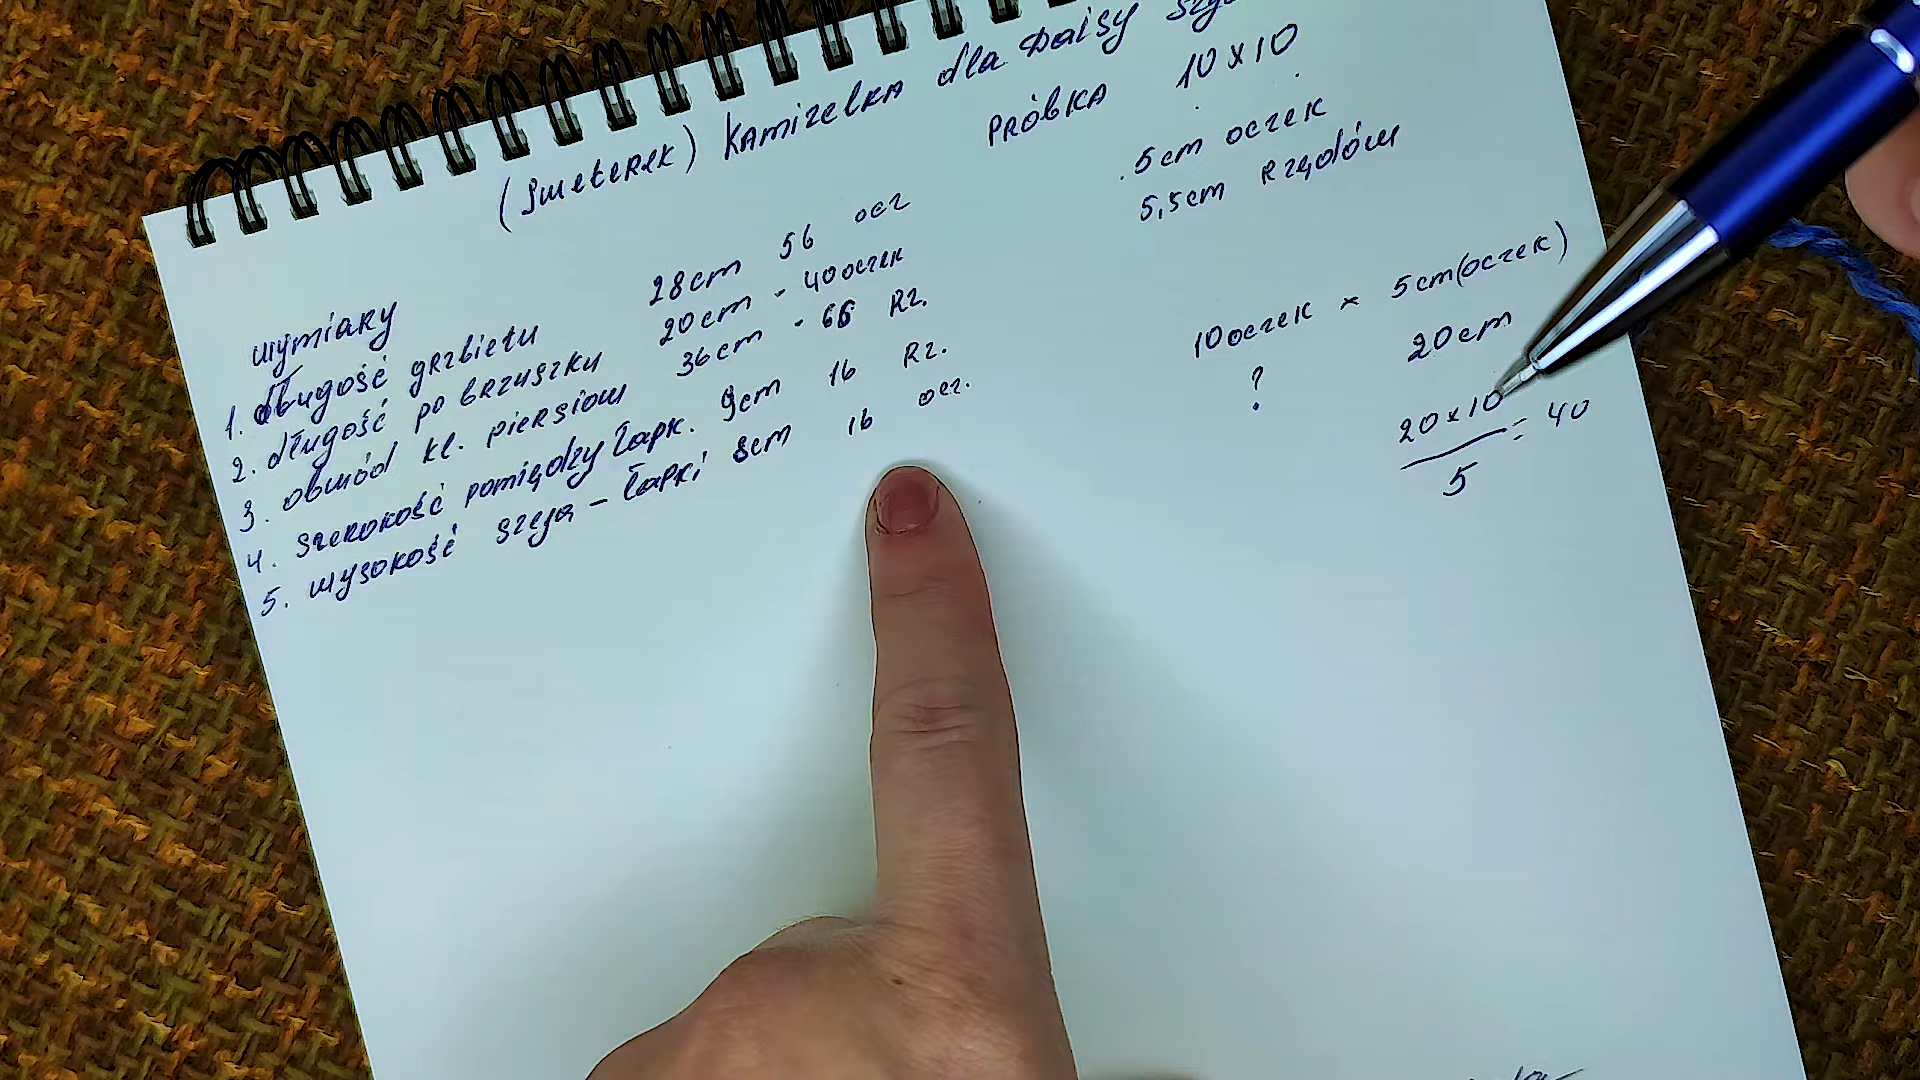 (sweterek) kamizelka dla Daisy
PRÓBKA 10 x 10
5cm oczek
5,5cm rzędów
wymiary
1. długość grzbietu 28cm 56 ocz
2. długość po brzuszku 20cm - 40 oczek
3. obwód kl. piersiow 36cm - 66 Rz.
4. szerokość pomiędzy łapk. 9cm 16 Rz.
5. wysokość szyja - łapki 8cm 16 ocz.
10 oczek x 5cm (oczek)
? 20cm
20 x 10 = 40
5